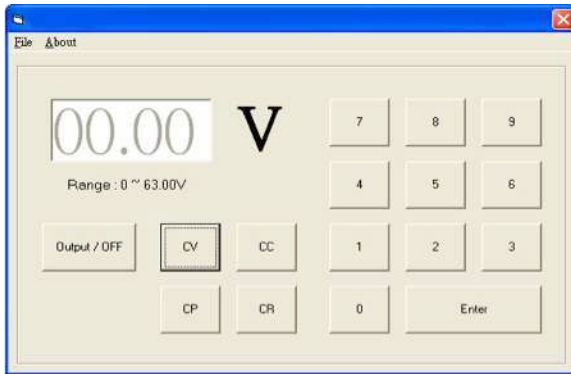 File About
00.00 V
7 8 9
Range : 0 ~ 63.00V
4 5 6
Output / OFF CV CC
1 2 3
CP CR
0 Enter